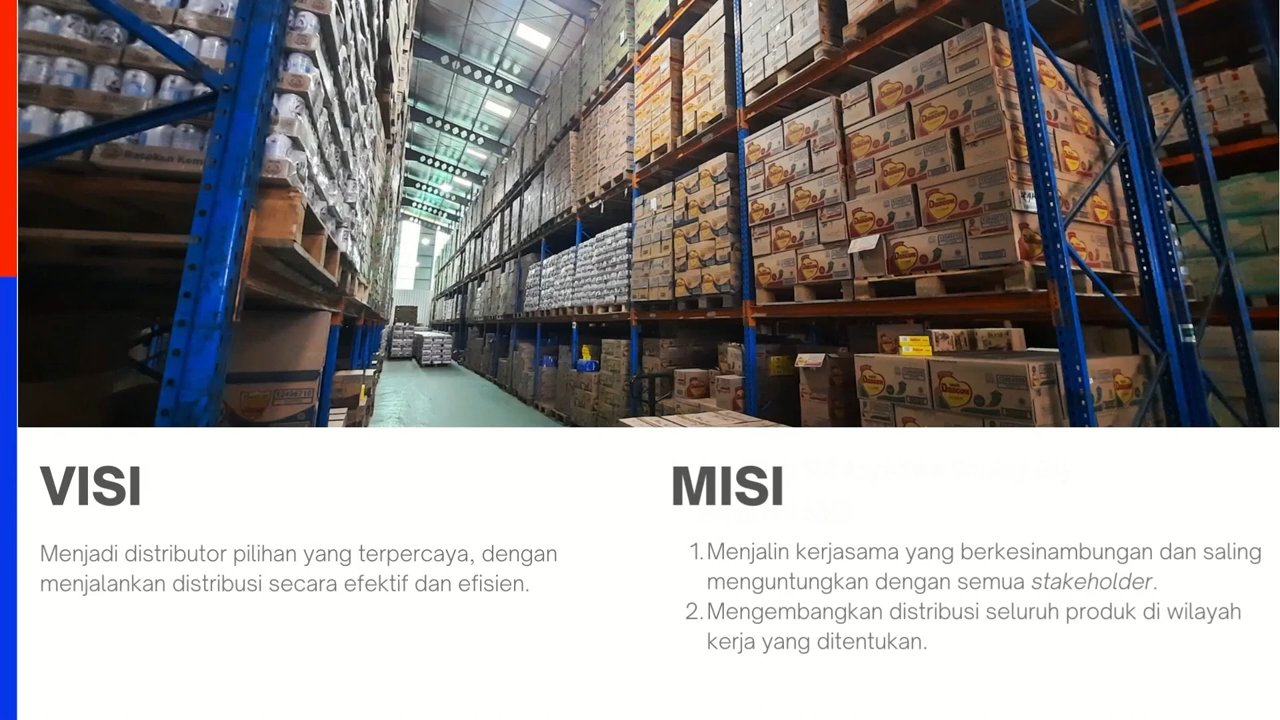 VISI
Menjadi distributor pilihan yang terpercaya, dengan
menjalankan distribusi secara efektif dan efisien.
MISI
1. Menjalin kerjasama yang berkesinambungan dan saling
menguntungkan dengan semua stakeholder.
2. Mengembangkan distribusi seluruh produk di wilayah
kerja yang ditentukan.